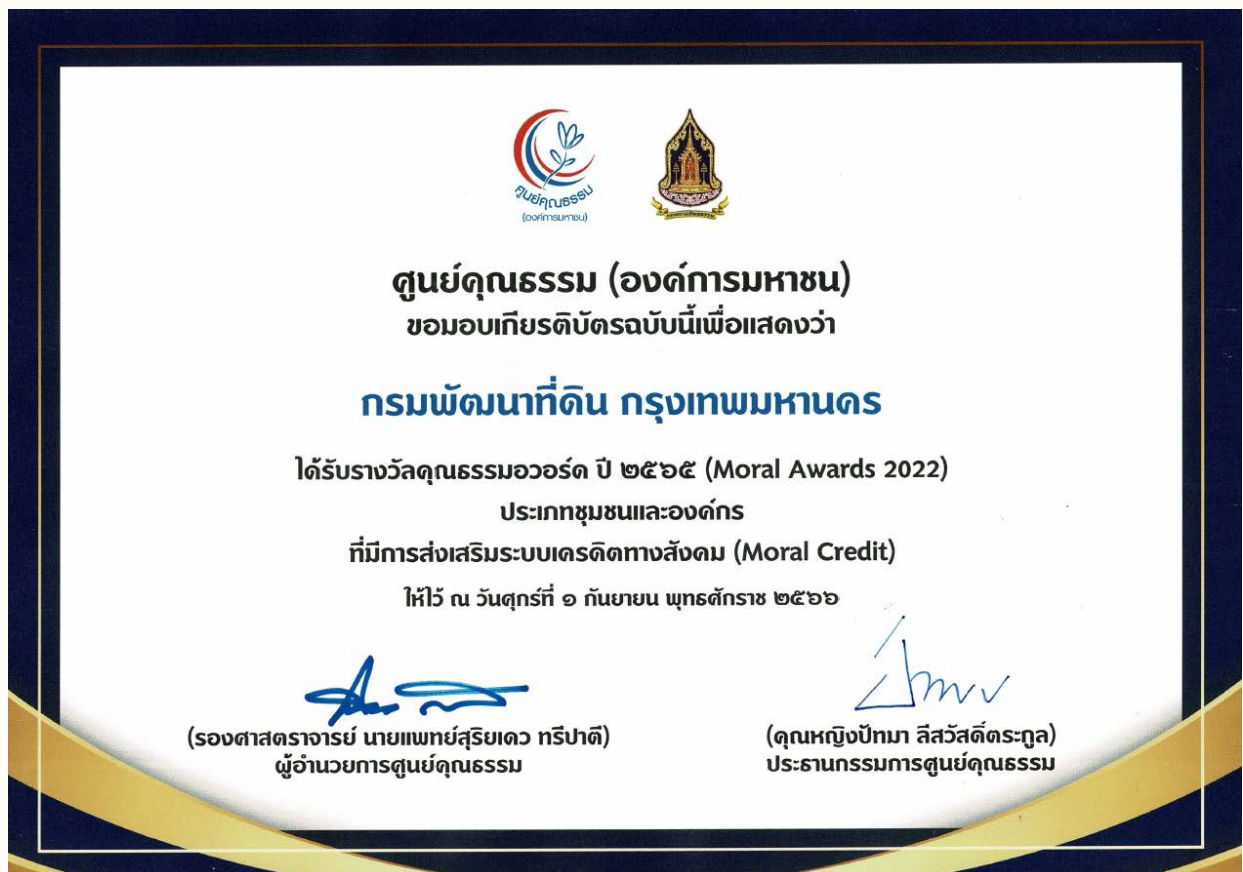 ศูนย์คุณธรรม
(องค์การมหาชน)
ศูนย์คุณธรรม (องค์การมหาชน)
ขอมอบเกียรติบัตรฉบับนี้เพื่อแสดงว่า
กรมพัฒนาที่ดิน กรุงเทพมหานคร
ได้รับรางวัลคุณธรรมอวอร์ด ปี ๒๕๖๕ (Moral Awards 2022)
ประเภทชุมชนและองค์กร
ที่มีการส่งเสริมระบบเครดิตทางสังคม (Moral Credit)
ให้ไว้ ณ วันศุกร์ที่ ๑ กันยายน พุทธศักราช ๒๕๖๖
(รองศาสตราจารย์ นายแพทย์สุริยเดว ทรีปาตี)
ผู้อำนวยการศูนย์คุณธรรม
(คุณหญิงปัทมา ลีสวัสดิ์ตระกูล)
ประธานกรรมการศูนย์คุณธรรม